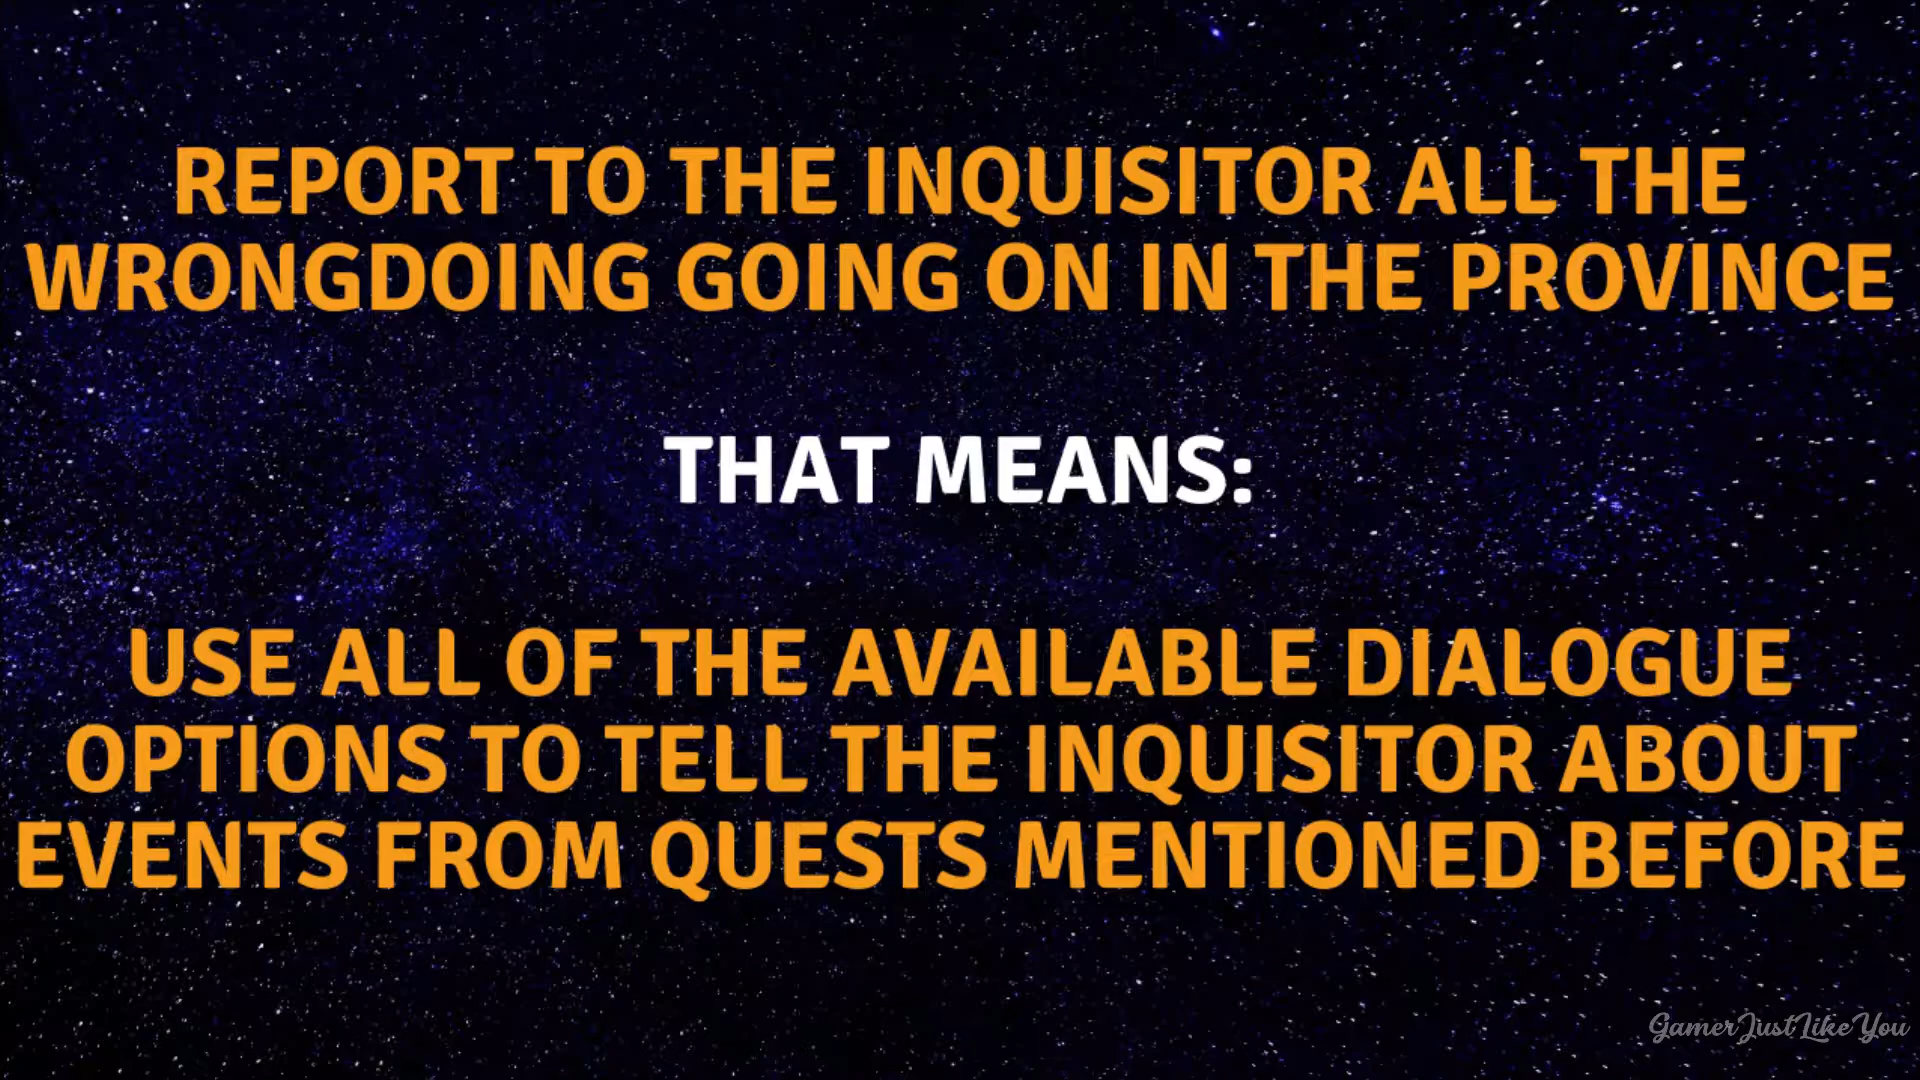 REPORT TO THE INQUISITOR ALL THE
WRONGDOING GOING ON IN THE PROVINCE
THAT MEANS:
USE ALL OF THE AVAILABLE DIALOGUE
OPTIONS TO TELL THE INQUISITOR ABOUT
EVENTS FROM QUESTS MENTIONED BEFORE
GamerJustLikeYou